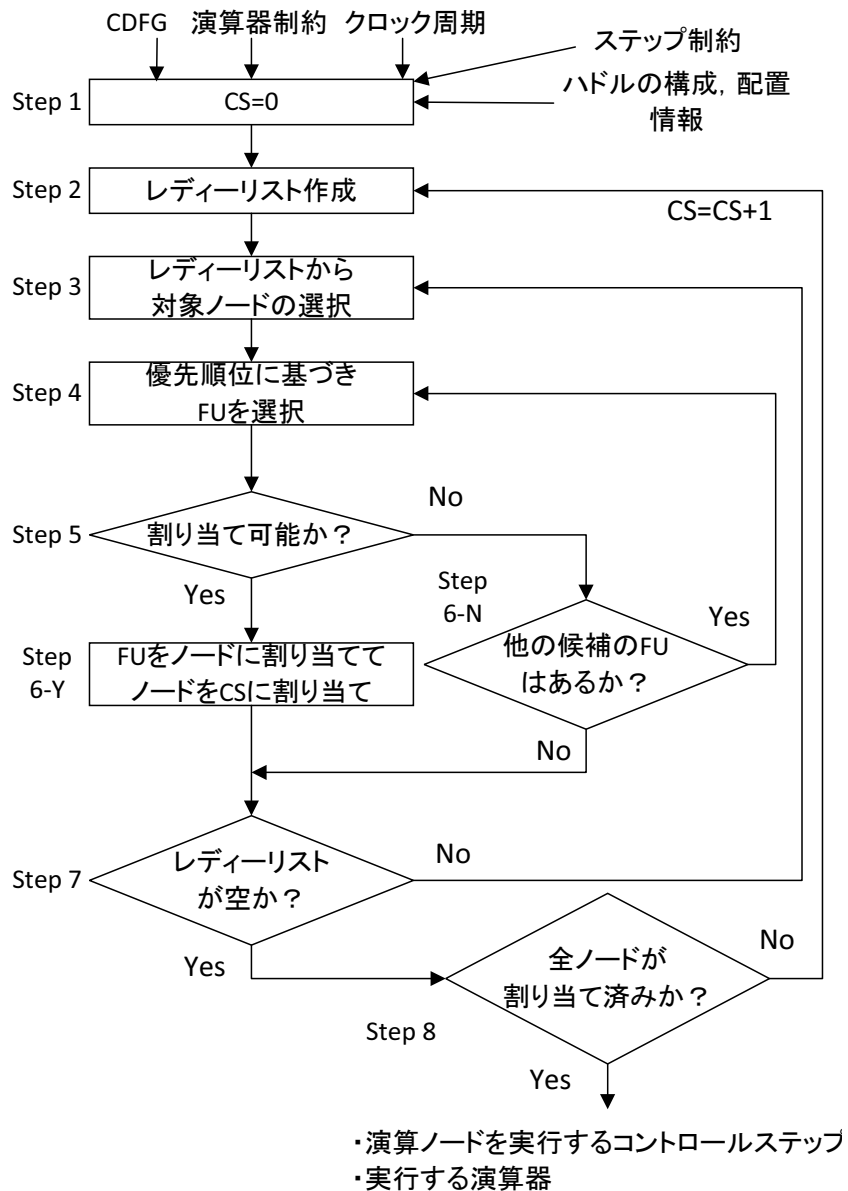 CDFG 演算器制約 クロック周期
ステップ制約
ハドルの構成, 配置
情報
Step 1
CS=0
Step 2
レディーリスト作成
CS=CS+1
Step 3
レディーリストから
対象ノードの選択
Step 4
優先順位に基づき
FUを選択
No
Step 5
割り当て可能か？
Yes
Step
6-N
Yes
他の候補のFU
はあるか？
Step
6-Y
FUをノードに割り当てて
ノードをCSに割り当て
No
Step 7
レディーリスト
が空か？
No
Yes
No
全ノードが
割り当て済みか？
Step 8
Yes
・演算ノードを実行するコントロールステップ
・実行する演算器